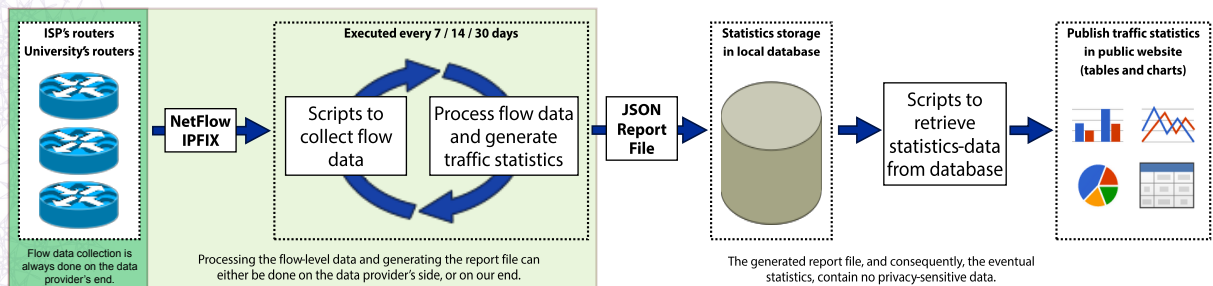 ISP's routers
University's routers
Flow data collection is
always done on the data
provider's end.
NetFlow
IPFIX
Executed every 7 / 14 / 30 days
Scripts to
collect flow
data
Process flow data
and generate
traffic statistics
Processing the flow-level data and generating the report file can
either be done on the data provider's side, or on our end.
JSON
Report
File
Statistics storage
in local database
Scripts to
retrieve
statistics-data
from database
The generated report file, and consequently, the eventual
statistics, contain no privacy-sensitive data.
Publish traffic statistics
in public website
(tables and charts)